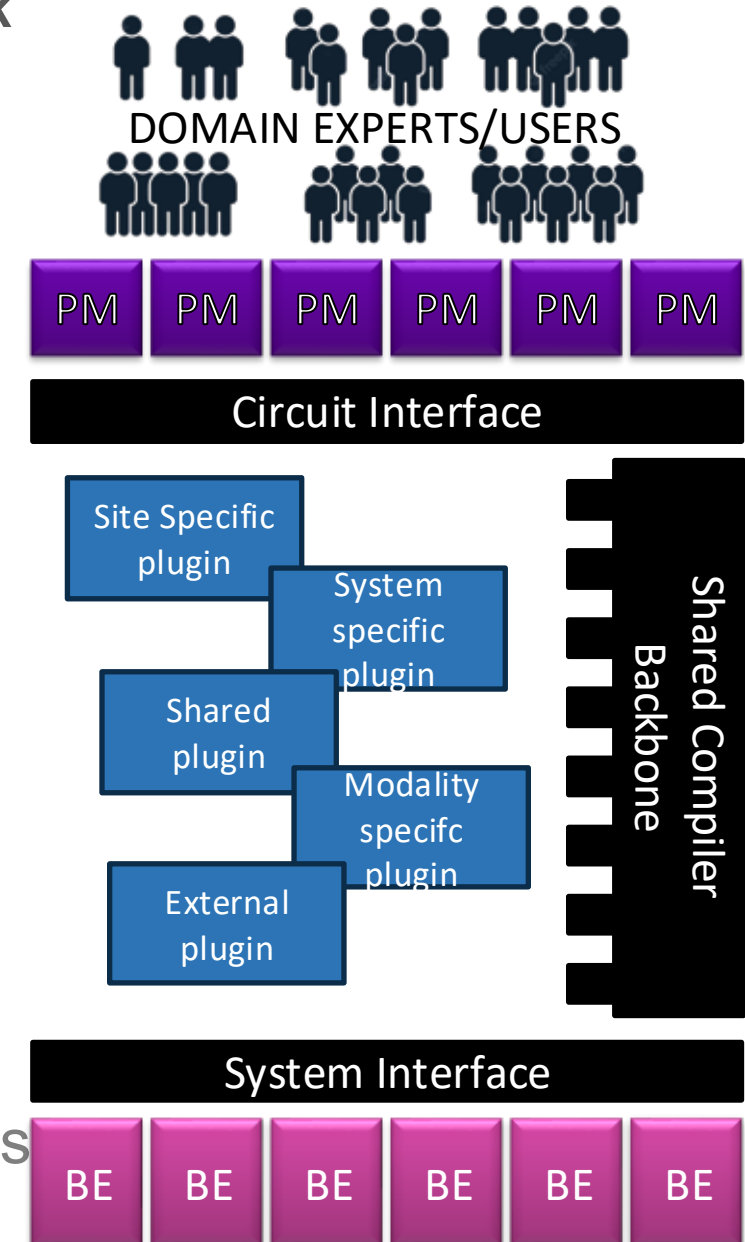 k
DOMAIN EXPERTS/USERS
PM PM PM PM PM PM
Circuit Interface
Site Specific
plugin
System
specific
plugin
Shared
plugin
Modality
specifc
plugin
External
plugin
Shared Compiler
Backbone
System Interface
s
BE BE BE BE BE BE